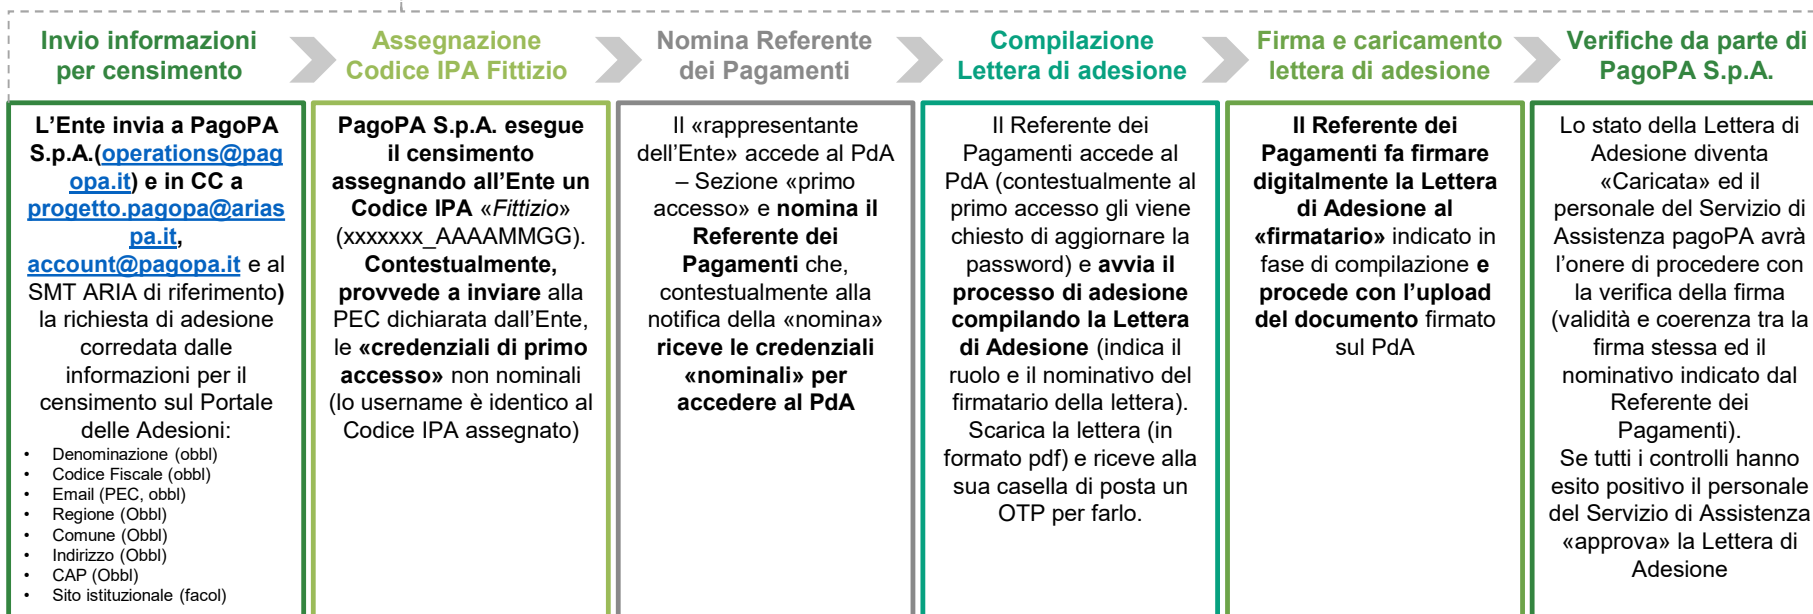 Invio informazioni
per censimento
Assegnazione
Codice IPA Fittizio
Nomina Referente
dei Pagamenti
Compilazione
Lettera di adesione
Firma e caricamento
lettera di adesione
Verifiche da parte di
PagoPA S.p.A.
L'Ente invia a PagoPA
S.p.A.(operations@pag
opa.it) e in CC a
progetto.pagopa@arias
pa.it,
account@pagopa.it e al
SMT ARIA di riferimento)
la richiesta di adesione
corredata dalle
informazioni per il
censimento sul Portale
delle Adesioni:
• Denominazione (obbl)
• Codice Fiscale (obbl)
• Email (PEC, obbl)
• Regione (Obbl)
• Comune (Obbl)
• Indirizzo (Obbl)
• CAP (Obbl)
• Sito istituzionale (facol)
PagoPA S.p.A. esegue
il censimento
assegnando all'Ente un
Codice IPA «Fittizio»
(xxxxxxx_AAAAMMGG).
Contestualmente,
provvede a inviare alla
PEC dichiarata dall'Ente,
le «credenziali di primo
accesso» non nominali
(lo username è identico al
Codice IPA assegnato)
Il «rappresentante
dell'Ente» accede al PdA
– Sezione «primo
accesso» e nomina il
Referente dei
Pagamenti che,
contestualmente alla
notifica della «nomina»
riceve le credenziali
«nominali» per
accedere al PdA
Il Referente dei
Pagamenti accede al
PdA (contestualmente al
primo accesso gli viene
chiesto di aggiornare la
password) e avvia il
processo di adesione
compilando la Lettera
di Adesione (indica il
ruolo e il nominativo del
firmatario della lettera).
Scarica la lettera (in
formato pdf) e riceve alla
sua casella di posta un
OTP per farlo.
Il Referente dei
Pagamenti fa firmare
digitalmente la Lettera
di Adesione al
«firmatario» indicato in
fase di compilazione e
procede con l'upload
del documento firmato
sul PdA
Lo stato della Lettera di
Adesione diventa
«Caricata» ed il
personale del Servizio di
Assistenza pagoPA avrà
l'onere di procedere con
la verifica della firma
(validità e coerenza tra la
firma stessa ed il
nominativo indicato dal
Referente dei
Pagamenti).
Se tutti i controlli hanno
esito positivo il personale
del Servizio di Assistenza
«approva» la Lettera di
Adesione